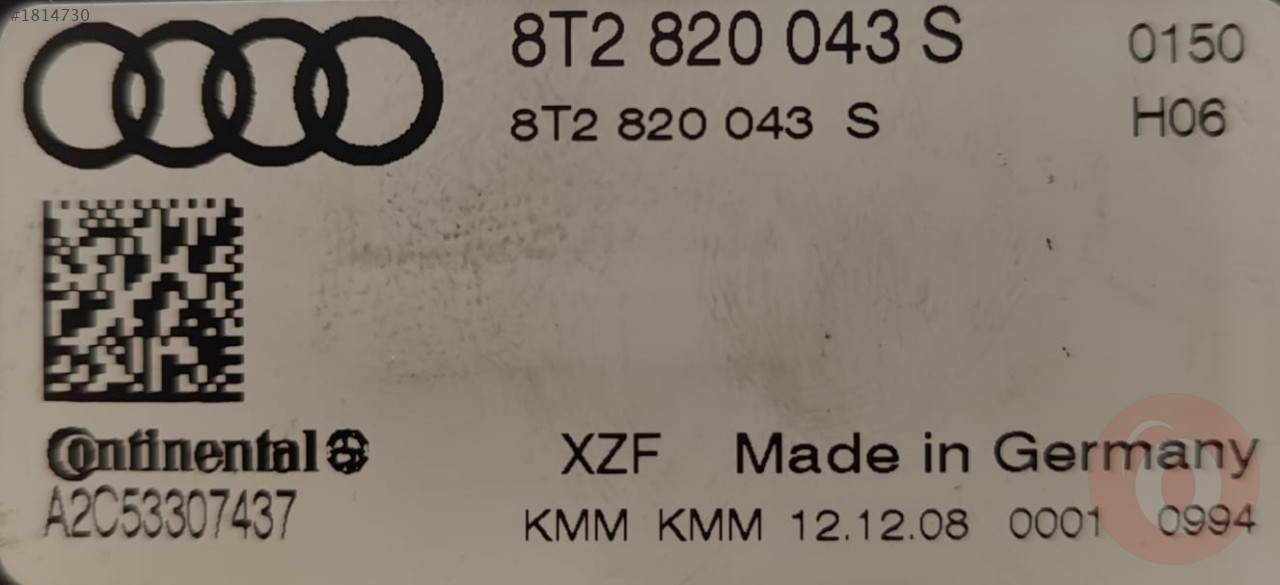 #1814730
8T2 820 043 S 0150
8T2 820 043 S H06
Continental
A2C53307437
XZF Made in Germany
KMM KMM 12.12.08 0001 0994